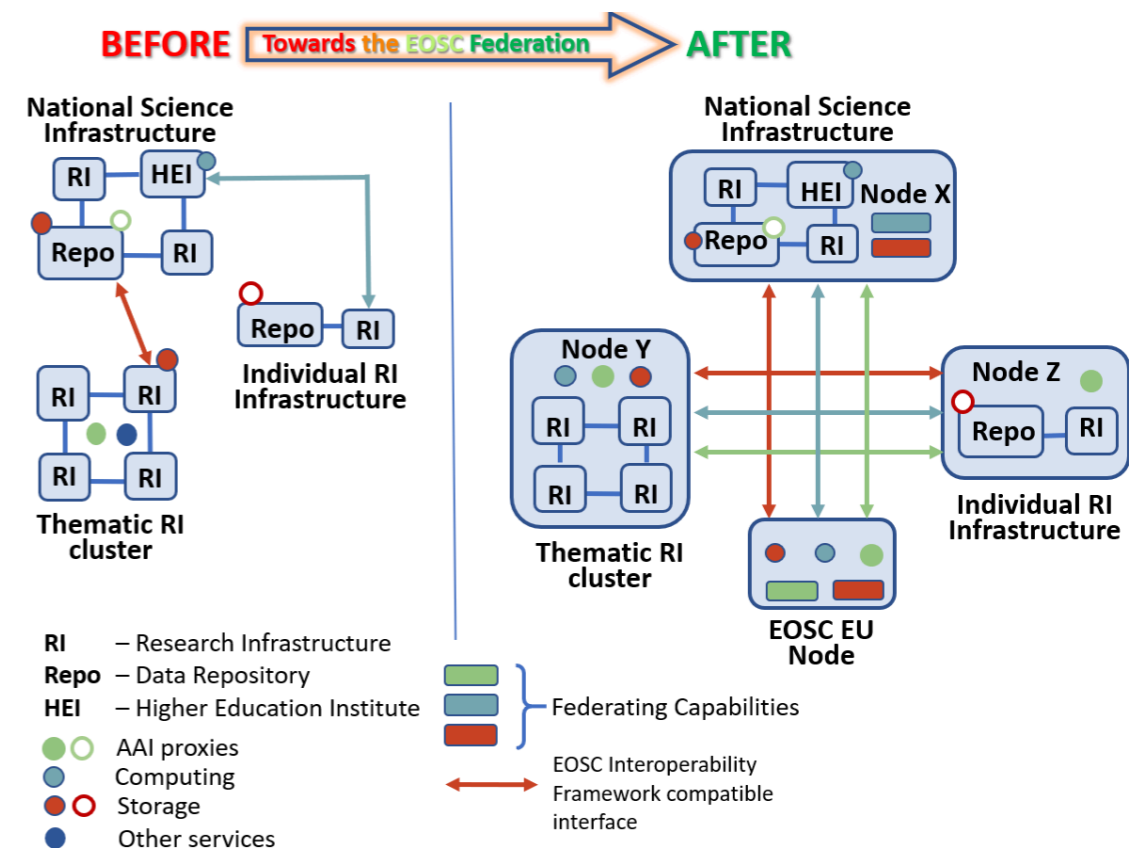 BEFORE
Towards the EOSC Federation
AFTER
National Science
Infrastructure
RI
HEI
Repo
RI
Repo
RI
Individual RI
Infrastructure
RI
RI
RI
RI
Thematic RI
cluster
National Science
Infrastructure
RI
HEI
Node X
Repo
RI
Node Y
RI
RI
RI
RI
Thematic RI
cluster
Node Z
Repo
RI
Individual RI
Infrastructure
EOSC EU
Node
RI – Research Infrastructure
Repo – Data Repository
HEI – Higher Education Institute
AAI proxies
Computing
Storage
Other services
Federating Capabilities
EOSC Interoperability
Framework compatible
interface